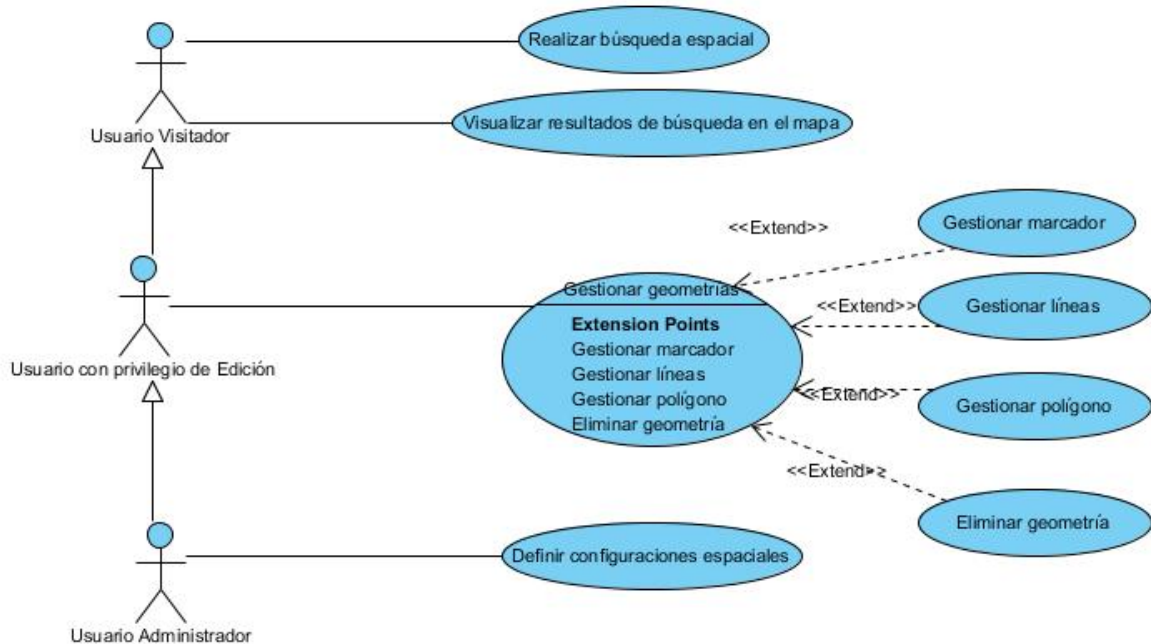 Realizar búsqueda espacial
Usuario Visitador
Visualizar resultados de búsqueda en el mapa
<<Extend>>
Gestionar marcador
Usuario con privilegio de Edición
Gestionar geometrías
Extension Points
Gestionar marcador
Gestionar líneas
Gestionar polígono
Eliminar geometría
<<Extend>>
Gestionar líneas
<<Extend>>
Gestionar polígono
<<Extend>>
Eliminar geometría
Definir configuraciones espaciales
Usuario Administrador